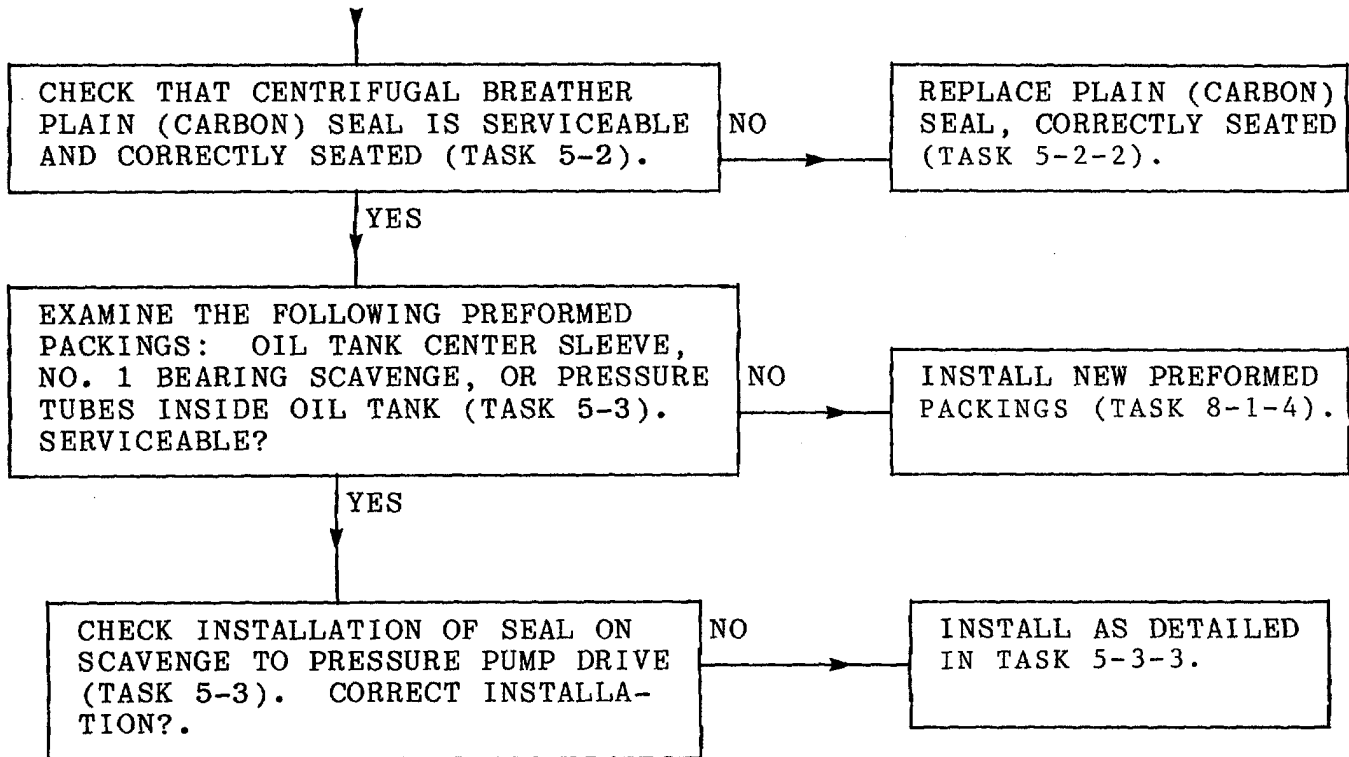 CHECK THAT CENTRIFUGAL BREATHER
PLAIN (CARBON) SEAL IS SERVICEABLE
AND CORRECTLY SEATED (TASK 5-2).
NO
REPLACE PLAIN (CARBON)
SEAL, CORRECTLY SEATED
(TASK 5-2-2).
YES
EXAMINE THE FOLLOWING PREFORMED
PACKINGS: OIL TANK CENTER SLEEVE,
NO. 1 BEARING SCAVENGE, OR PRESSURE
TUBES INSIDE OIL TANK (TASK 5-3).
SERVICEABLE?
NO
INSTALL NEW PREFORMED
PACKINGS (TASK 8-1-4).
YES
CHECK INSTALLATION OF SEAL ON
SCAVENGE TO PRESSURE PUMP DRIVE
(TASK 5-3). CORRECT INSTALLA-
TION?.
NO
INSTALL AS DETAILED
IN TASK 5-3-3.